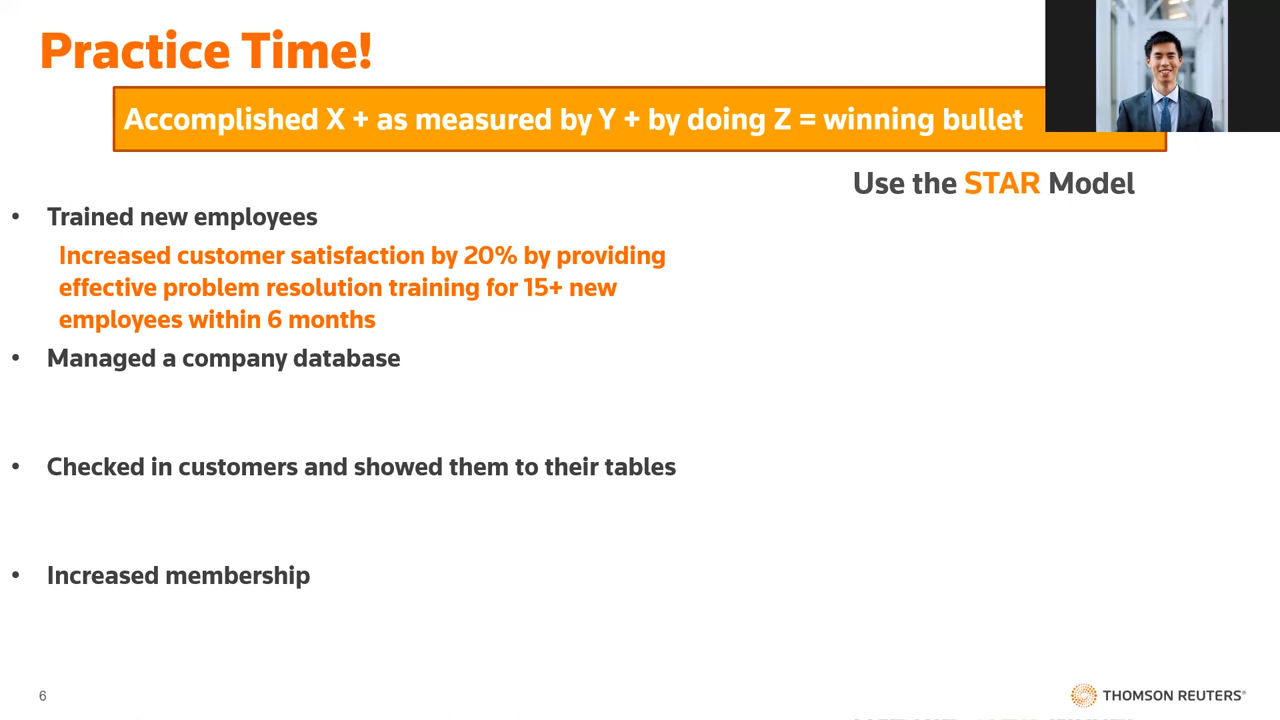 Practice Time!
Accomplished X + as measured by Y + by doing Z = winning bullet
Use the STAR Model
• Trained new employees
Increased customer satisfaction by 20% by providing
effective problem resolution training for 15+ new
employees within 6 months
• Managed a company database
• Checked in customers and showed them to their tables
• Increased membership
6
THOMSON REUTERS®